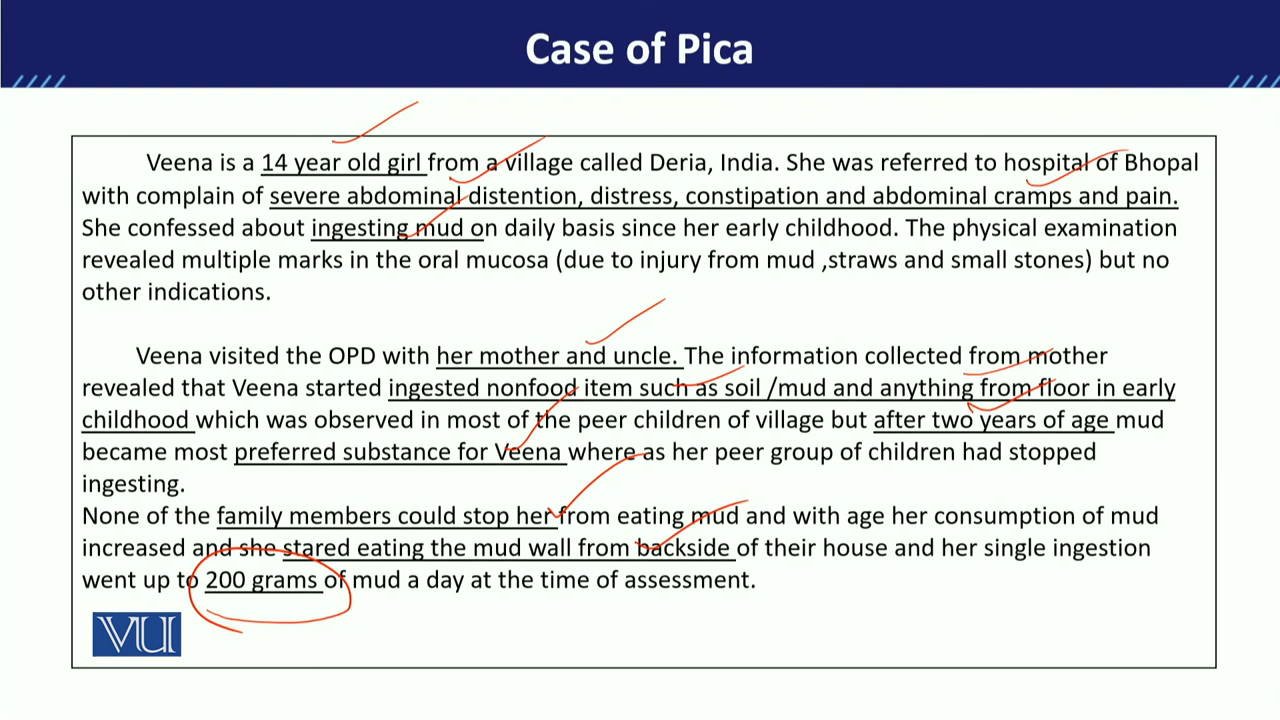 Case of Pica
Veena is a 14 year old girl from a village called Deria, India. She was referred to hospital of Bhopal
with complain of severe abdominal distention, distress, constipation and abdominal cramps and pain.
She confessed about ingesting mud on daily basis since her early childhood. The physical examination
revealed multiple marks in the oral mucosa (due to injury from mud ,straws and small stones) but no
other indications.
Veena visited the OPD with her mother and uncle. The information collected from mother
revealed that Veena started ingested nonfood item such as soil /mud and anything from floor in early
childhood which was observed in most of the peer children of village but after two years of age mud
became most preferred substance for Veena where as her peer group of children had stopped
ingesting.
None of the family members could stop her from eating mud and with age her consumption of mud
increased and she stared eating the mud wall from backside of their house and her single ingestion
went up to 200 grams of mud a day at the time of assessment.
VU